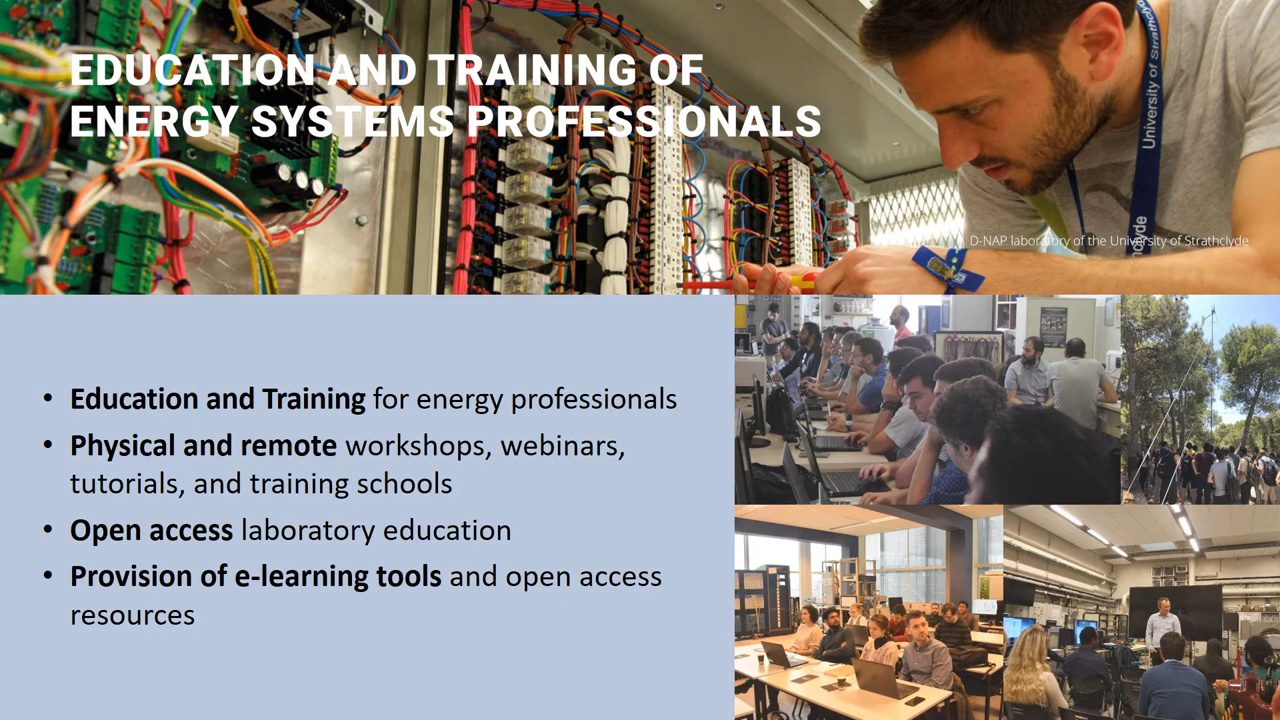 EDUCATION AND TRAINING OF
ENERGY SYSTEMS PROFESSIONALS
University of Strathclyde
D-NAP laboratory of the University of Strathclyde
• Education and Training for energy professionals
• Physical and remote workshops, webinars,
tutorials, and training schools
• Open access laboratory education
• Provision of e-learning tools and open access
resources